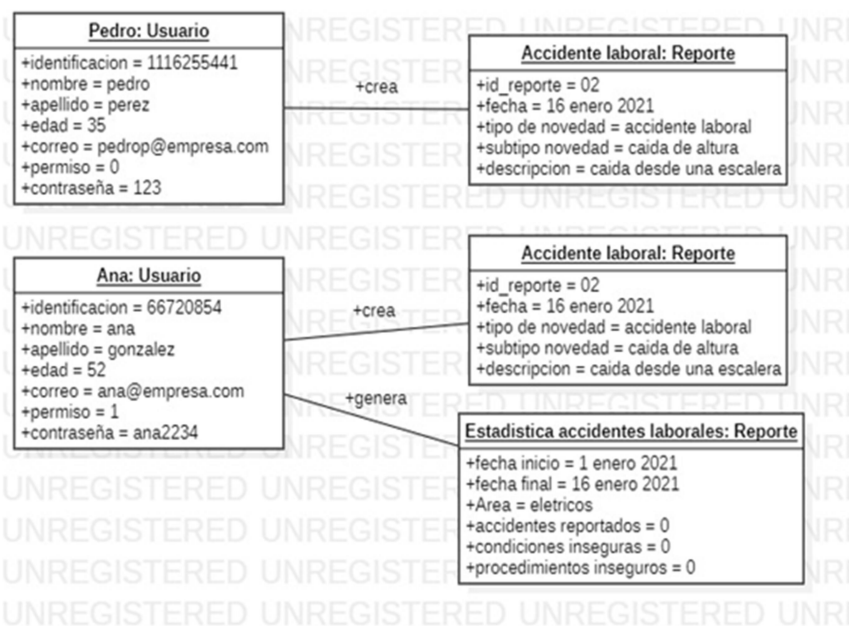 Pedro: Usuario
+identificacion = 1116255441
+nombre = pedro
+apellido = perez
+edad = 35
+correo = pedrop@empresa.com
+permiso = 0
+contraseña = 123
+crea
Accidente laboral: Reporte
+id_reporte = 02
+fecha = 16 enero 2021
+tipo de novedad = accidente laboral
+subtipo novedad = caida de altura
+descripcion = caida desde una escalera
Ana: Usuario
+identificacion = 66720854
+nombre = ana
+apellido = gonzalez
+edad = 52
+correo = ana@empresa.com
+permiso = 1
+contraseña = ana2234
+crea
Accidente laboral: Reporte
+id_reporte = 02
+fecha = 16 enero 2021
+tipo de novedad = accidente laboral
+subtipo novedad = caida de altura
+descripcion = caida desde una escalera
+genera
Estadistica accidentes laborales: Reporte
+fecha inicio = 1 enero 2021
+fecha final = 16 enero 2021
+Area = eletricos
+accidentes reportados = 0
+condiciones inseguras = 0
+procedimientos inseguros = 0
UNREGISTERED UNREGISTERED UNREGISTERED UNRE